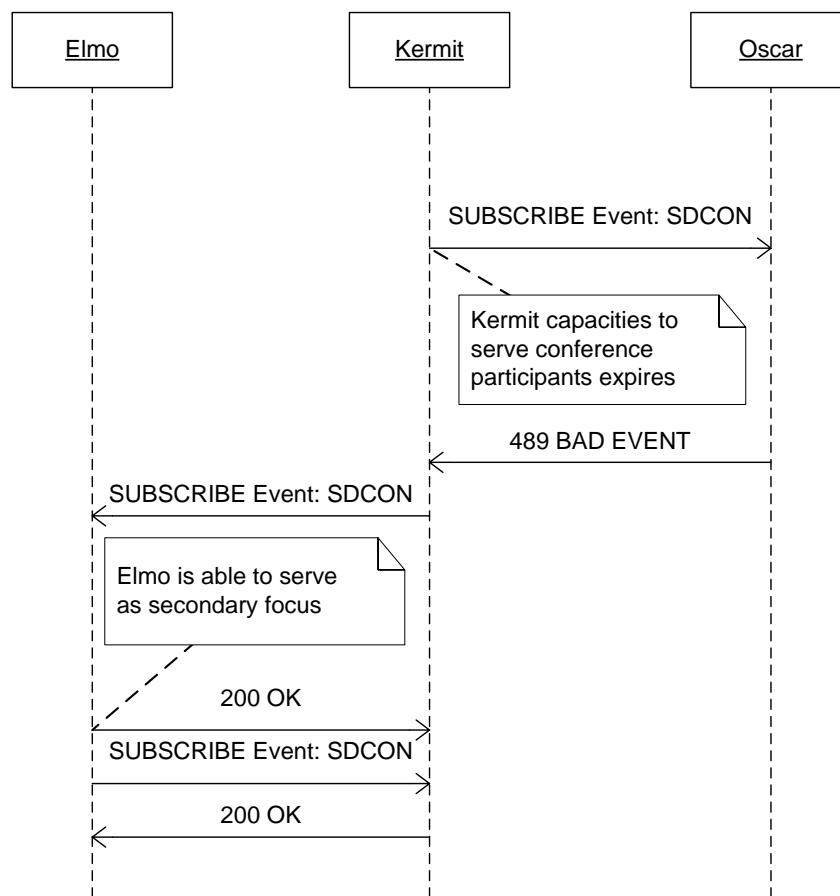 Elmo
Kermit
Oscar
SUBSCRIBE Event: SDCON
Kermit capacities to
serve conference
participants expires
489 BAD EVENT
SUBSCRIBE Event: SDCON
Elmo is able to serve
as secondary focus
200 OK
SUBSCRIBE Event: SDCON
200 OK